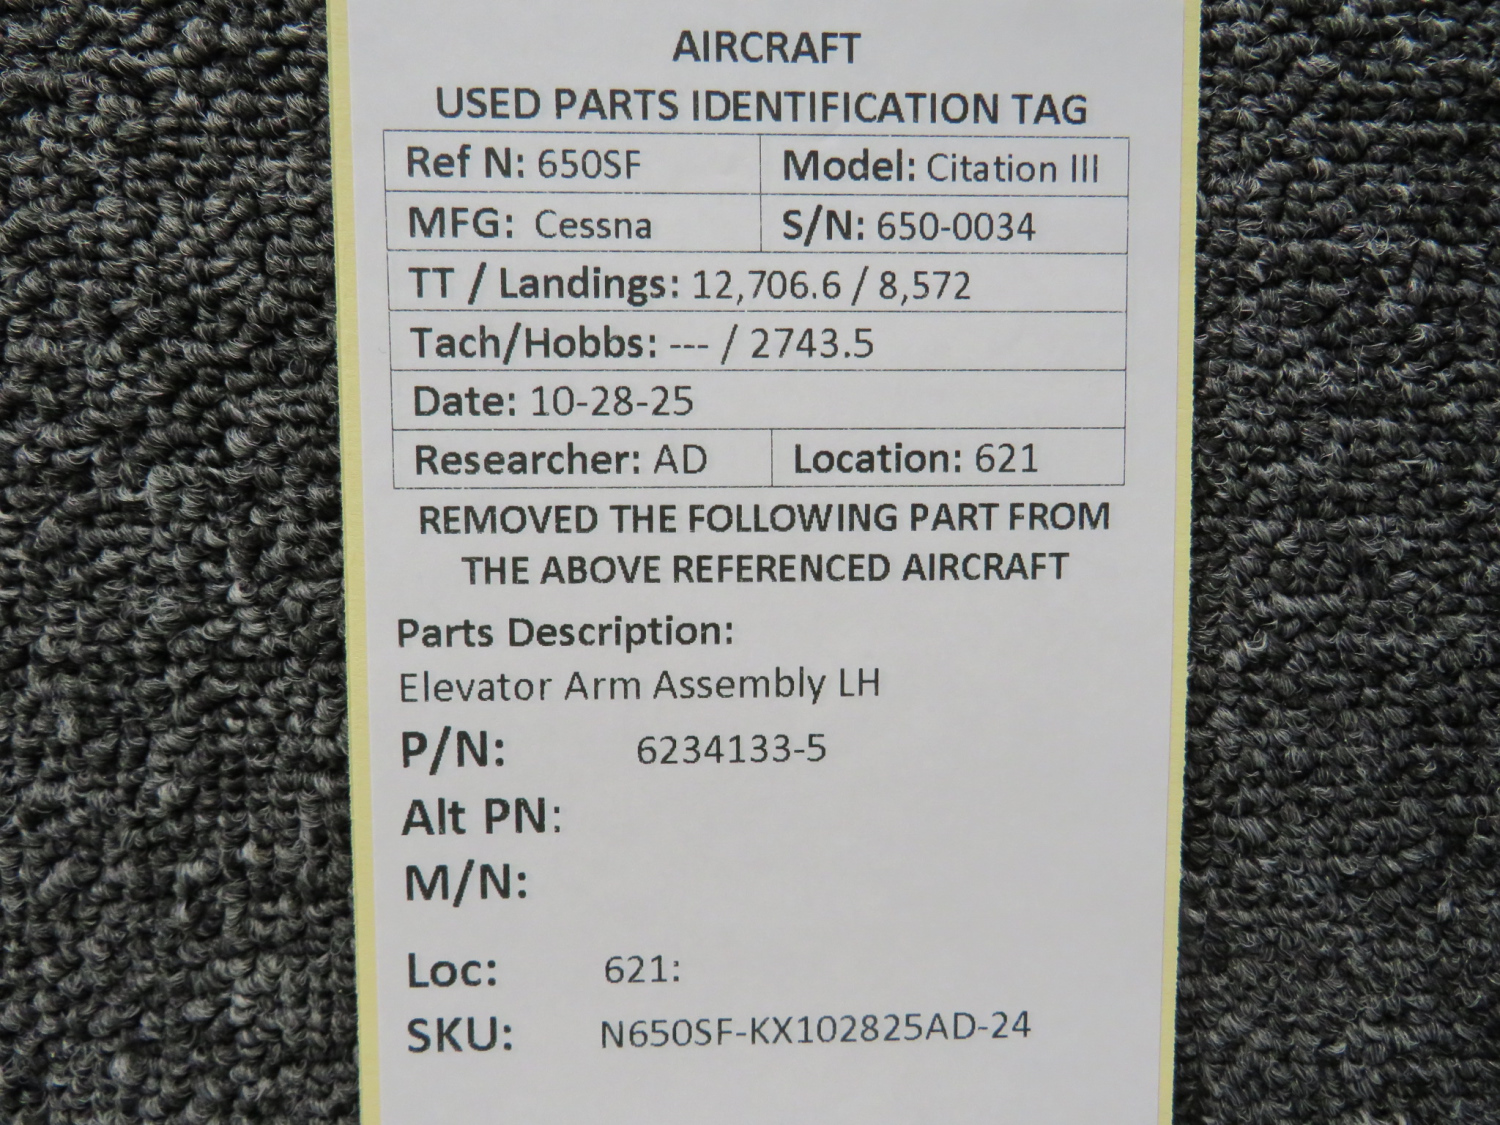 AIRCRAFT
USED PARTS IDENTIFICATION TAG
Ref N: 650SF Model: Citation III
MFG: Cessna S/N: 650-0034
TT / Landings: 12,706.6 / 8,572
Tach/Hobbs: --- / 2743.5
Date: 10-28-25
Researcher: AD Location: 621
REMOVED THE FOLLOWING PART FROM
THE ABOVE REFERENCED AIRCRAFT
Parts Description:
Elevator Arm Assembly LH
P/N: 6234133-5
Alt PN:
M/N:
Loc: 621:
SKU: N650SF-KX102825AD-24